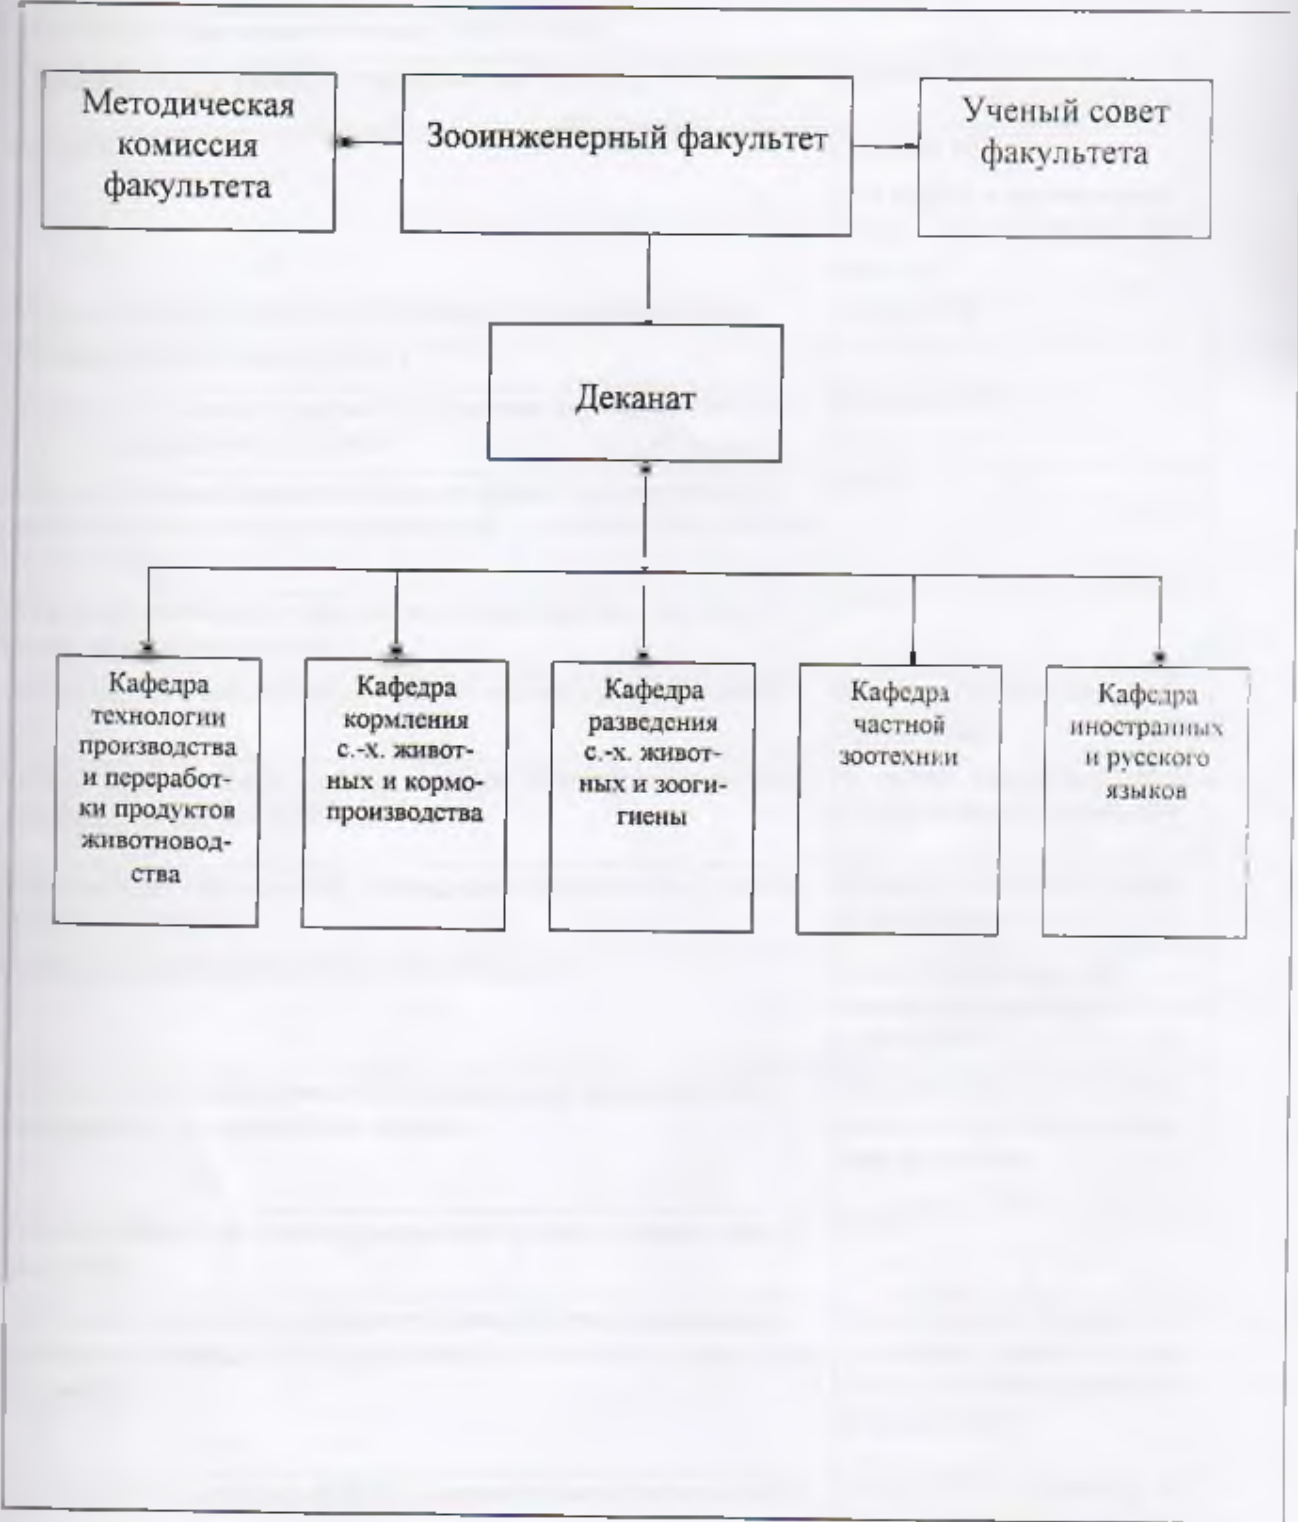 Методическая
комиссия
факультета
Зооинженерный факультет
Ученый совет
факультета
Деканат
Кафедра
технологии
производства
и переработ-
ки продуктов
животновод-
ства
Кафедра
кормления
с.-х. живот-
ных и кормо-
производства
Кафедра
разведения
с.-х. живот-
ных и зооги-
гиены
Кафедра
частной
зоотехнии
Кафедра
иностранных
и русского
языков